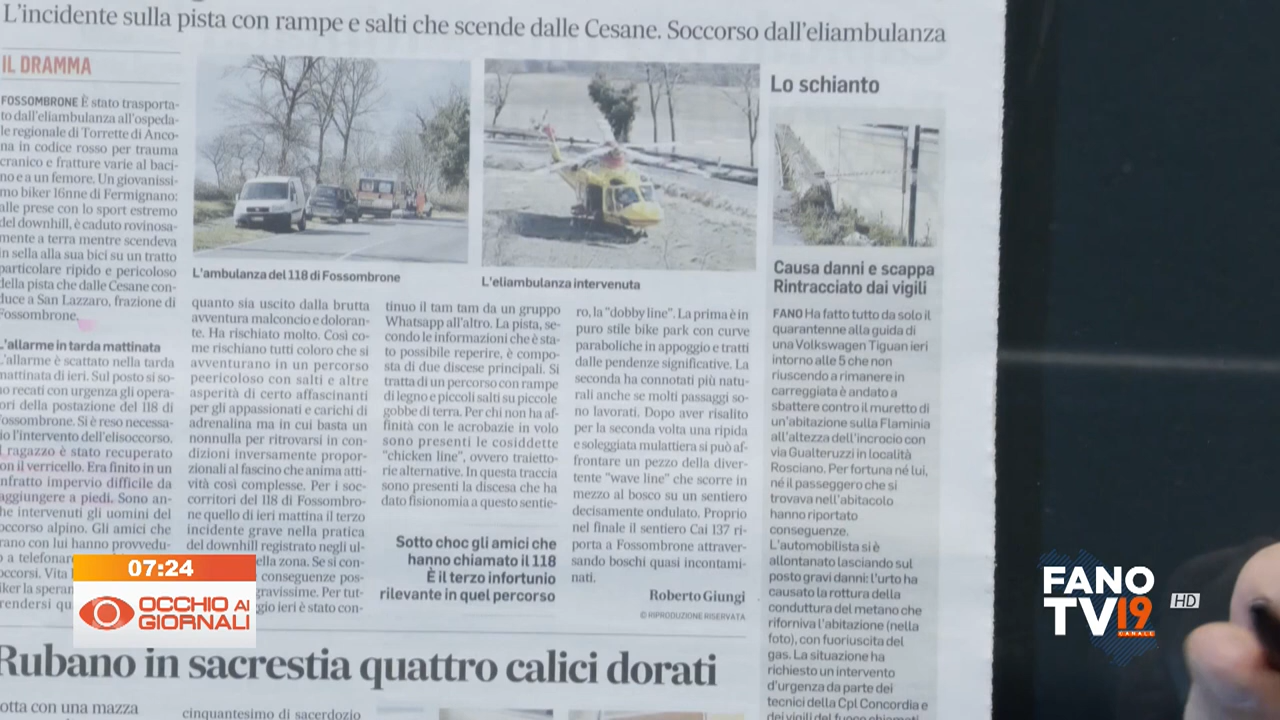 L'incidente sulla pista con rampe e salti che scende dalle Cesane. Soccorso dall'eliambulanza
IL DRAMMA
FOSSOMBRONE È stato trasporta-
to dall'eliambulanza all'ospeda-
le regionale di Torrette di Anco-
na in codice rosso per trauma
cranico e fratture varie al baci-
no e a un femore. Un giovanissi-
mo biker 16nne di Fermignano:
alle prese con lo sport estremo
del downhill, è caduto rovinosa-
mente a terra mentre scendeva
in sella alla sua bici su un tratto
particolare ripido e pericoloso
della pista che dalle Cesane con-
duce a San Lazzaro, frazione di
Fossombrone.
L'allarme in tarda mattinata
L'allarme è scattato nella tarda
mattinata di ieri. Sul posto si so-
no recati con urgenza gli opera-
ori della postazione del 118 di
Fossombrone. Si è reso necessa-
io l'intervento dell'elisoccorso.
l ragazzo è stato recuperato
on il verricello. Era finito in un
nfratto impervio difficile da
aggiungere a piedi. Sono an-
he intervenuti gli uomini del
occorso alpino. Gli amici che
rano con lui hanno provvedu-
o a telefonare
occorsi. Vita
iker la speran
rendersi qu
L'ambulanza del 118 di Fossombrone
L'eliambulanza intervenuta
quanto sia uscito dalla brutta
avventura malconcio e doloran-
te. Ha rischiato molto. Così co-
me rischiano tutti coloro che si
avventurano in un percorso
peericoloso con salti e altre
asperità di certo affascinanti
per gli appassionati e carichi di
adrenalina ma in cui basta un
nonnulla per ritrovarsi in con-
dizioni inversamente propor-
zionali al fascino che anima atti-
vità così complesse. Per i soc-
corritori del 118 di Fossombro-
ne quello di ieri mattina il terzo
incidente grave nella pratica
del downhill registrato negli ul-
ella zona. Se si con-
conseguenze pos-
gravissime. Per tut-
gio ieri è stato con-
tinuo il tam tam da un gruppo
Whatsapp all'altro. La pista, se-
condo le informazioni che è sta-
to possibile reperire, è compo-
sta di due discese principali. Si
tratta di un percorso con rampe
di legno e piccoli salti su piccole
gobbe di terra. Per chi non ha af-
finità con le acrobazie in volo
sono presenti le cosiddette
"chicken line", ovvero traietto-
rie alternative. In questa traccia
sono presenti la discesa che ha
dato fisionomia a questo sentie-
Sotto choc gli amici che
hanno chiamato il 118
È il terzo infortunio
rilevante in quel percorso
ro, la "dobby line". La prima è in
puro stile bike park con curve
paraboliche in appoggio e tratti
dalle pendenze significative. La
seconda ha connotati più natu-
rali anche se molti passaggi so-
no lavorati. Dopo aver risalito
per la seconda volta una ripida
e soleggiata mulattiera si può af-
frontare un pezzo della diver-
tente "wave line" che scorre in
mezzo al bosco su un sentiero
decisamente ondulato. Proprio
nel finale il sentiero Cai 137 ri-
porta a Fossombrone attraver-
sando boschi quasi incontami-
nati.
Roberto Giungi
© RIPRODUZIONE RISERVATA
Lo schianto
Causa danni e scappa
Rintracciato dai vigili
FANO Ha fatto tutto da solo il
quarantenne alla guida di
una Volkswagen Tiguan ieri
intorno alle 5 che non
riuscendo a rimanere in
carreggiata è andato a
sbattere contro il muretto di
un'abitazione sulla Flaminia
all'altezza dell'incrocio con
via Gualteruzzi in località
Rosciano. Per fortuna né lui,
né il passeggero che si
trovava nell'abitacolo
hanno riportato
conseguenze.
L'automobilista si è
allontanato lasciando sul
posto gravi danni: l'urto ha
causato la rottura della
conduttura del metano che
riforniva l'abitazione (nella
foto), con fuoriuscita del
gas. La situazione ha
richiesto un intervento
d'urgenza da parte dei
tecnici della Cpl Concordia e
dei vigili del fuoco chiamati
Rubano in sacrestia quattro calici dorati
otta con una mazza
cinquantesimo di sacerdozio
07:24
OCCHIO AI
GIORNALI
FANO
TV19
CANALE
HD